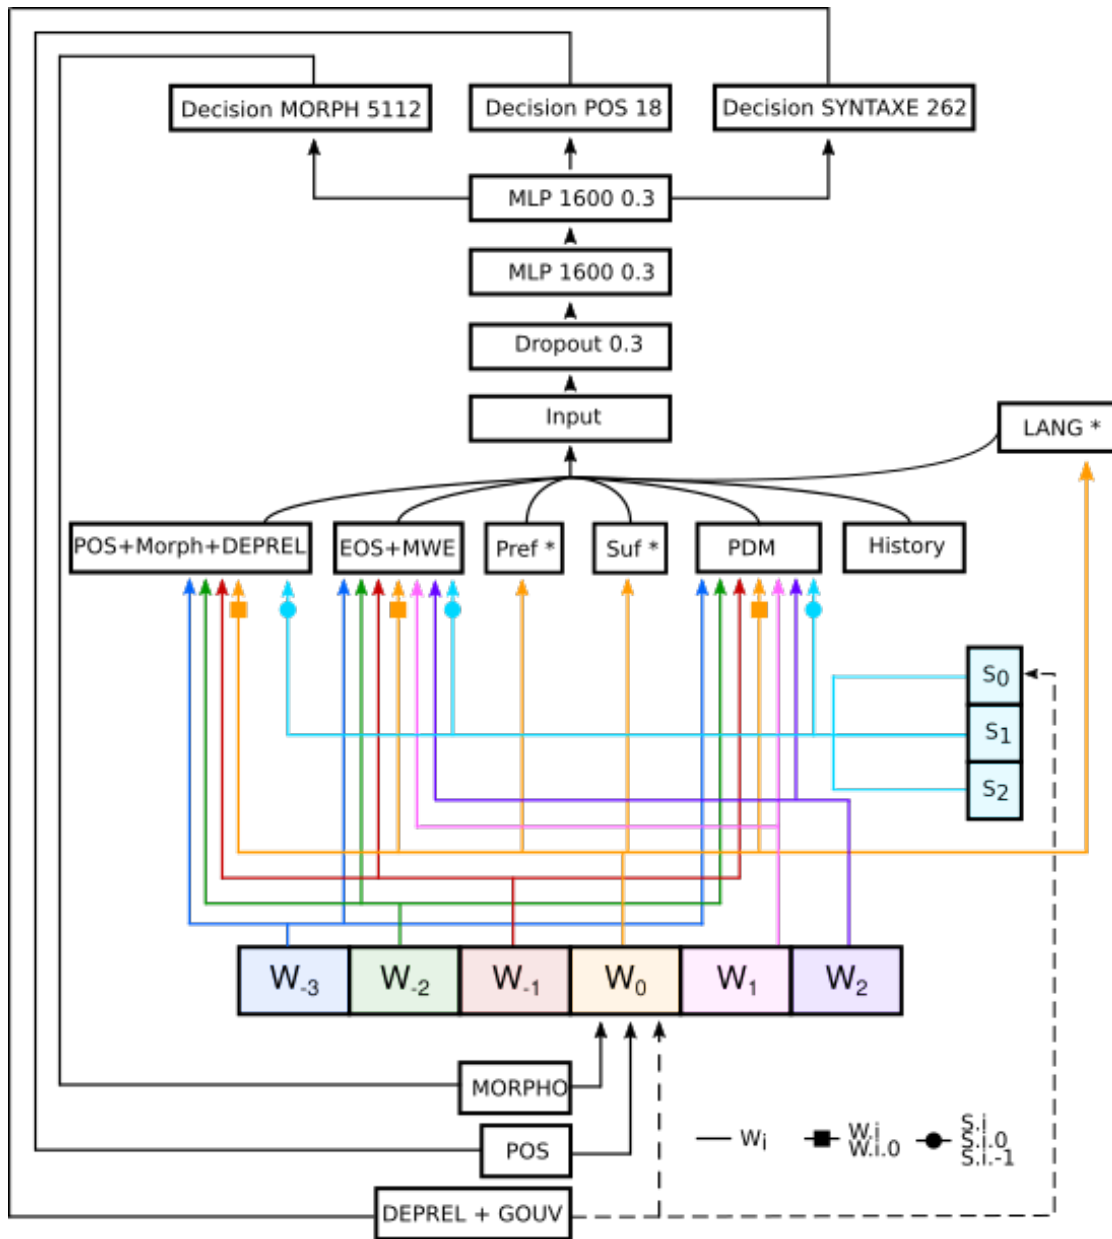 Decision MORPH 5112
Decision POS 18
Decision SYNTAXE 262
MLP 1600 0.3
MLP 1600 0.3
Dropout 0.3
Input
LANG *
POS+Morph+DEPREL
EOS+MWE
Pref *
Suf *
PDM
History
S0
S1
S2
W-3
W-2
W-1
W0
W1
W2
MORPHO
POS
DEPREL + GOUV
Wi
W.i
W.i.0
S.i
S.i.0
S.i.-1